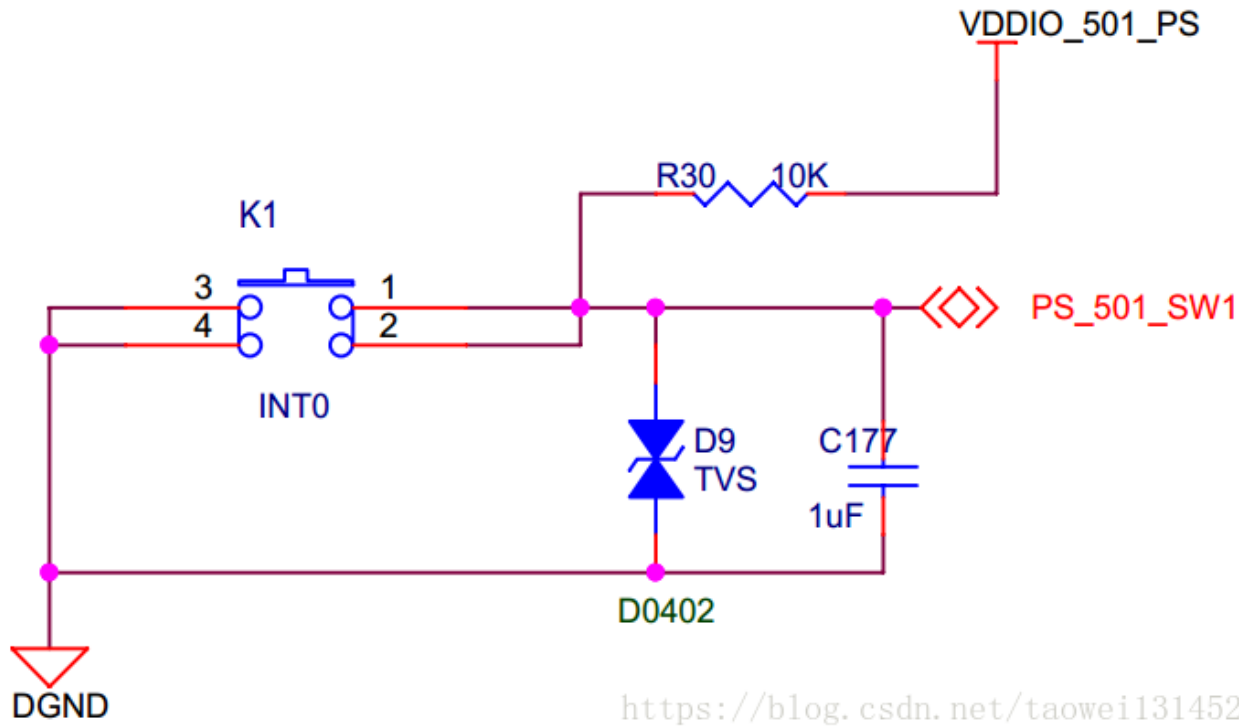 VDDIO_501_PS
R30 10K
K1
3 1
4 2
PS_501_SW1
INT0
D9
TVS
C177
1uF
D0402
DGND
https://blog.csdn.net/taowei131452